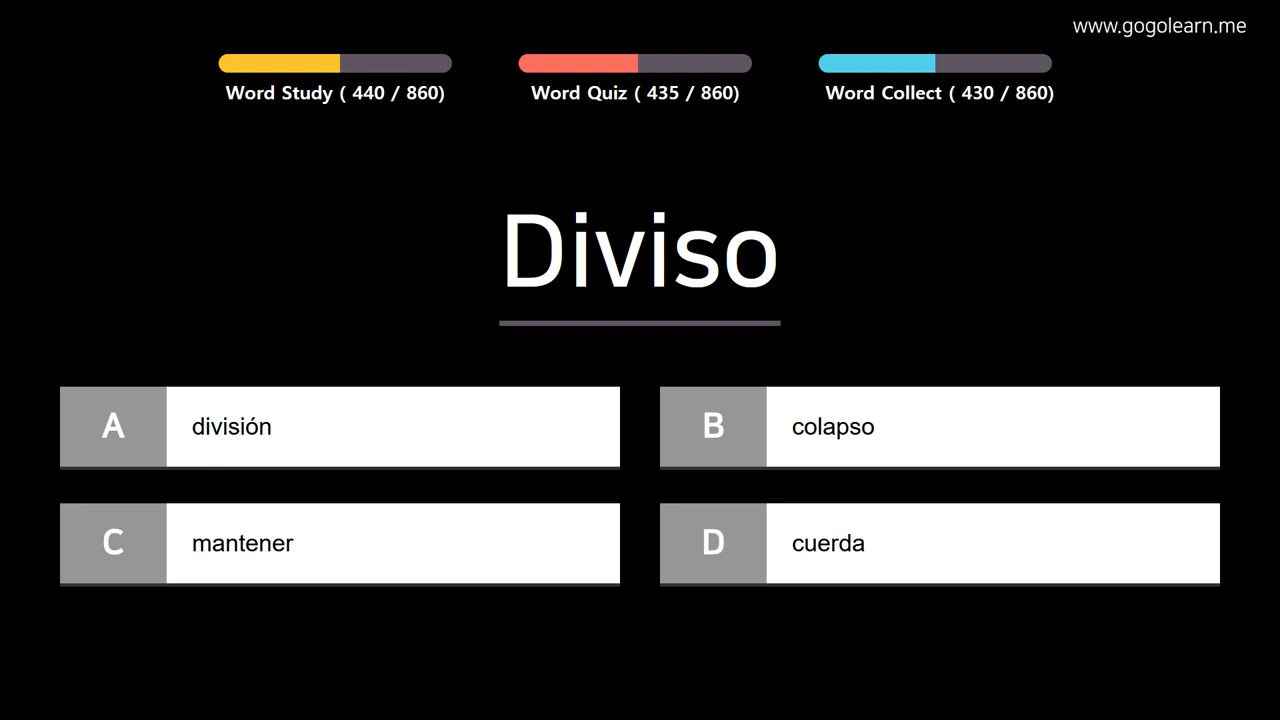 www.gogolearn.me
Word Study ( 440 / 860)
Word Quiz ( 435 / 860)
Word Collect ( 430 / 860)
Diviso
A división
B colapso
C mantener
D cuerda